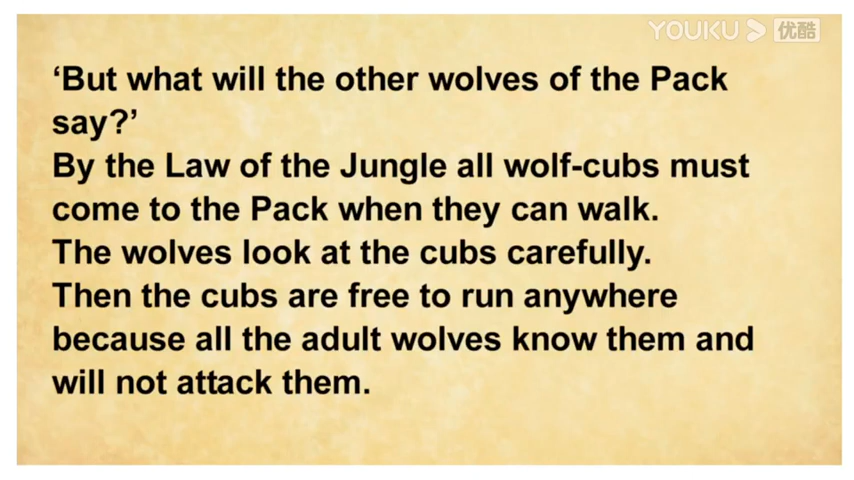 YOUKU 优酷
‘But what will the other wolves of the Pack
say?’
By the Law of the Jungle all wolf-cubs must
come to the Pack when they can walk.
The wolves look at the cubs carefully.
Then the cubs are free to run anywhere
because all the adult wolves know them and
will not attack them.